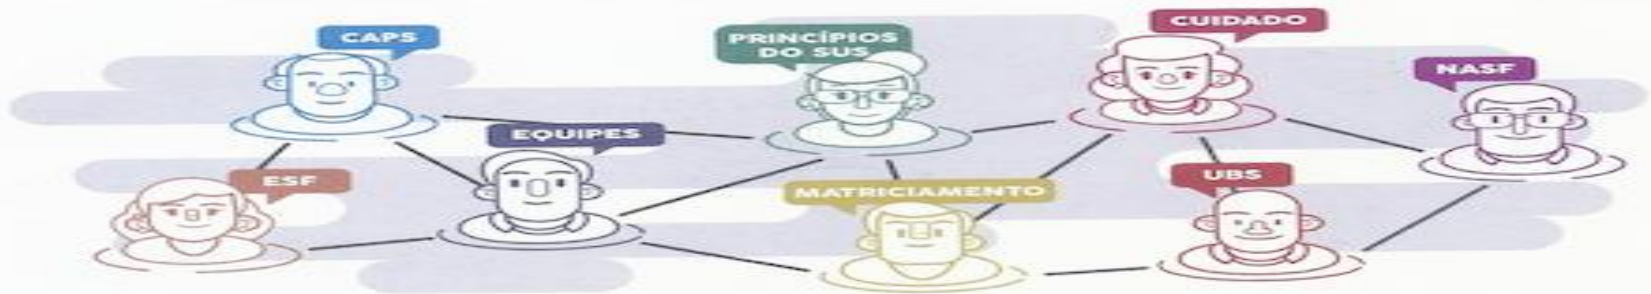 CAPS
PRINCÍPIOS
DO SUS
CUIDADO
NASF
EQUIPES
ESF
MATRICIAMENTO
UBS